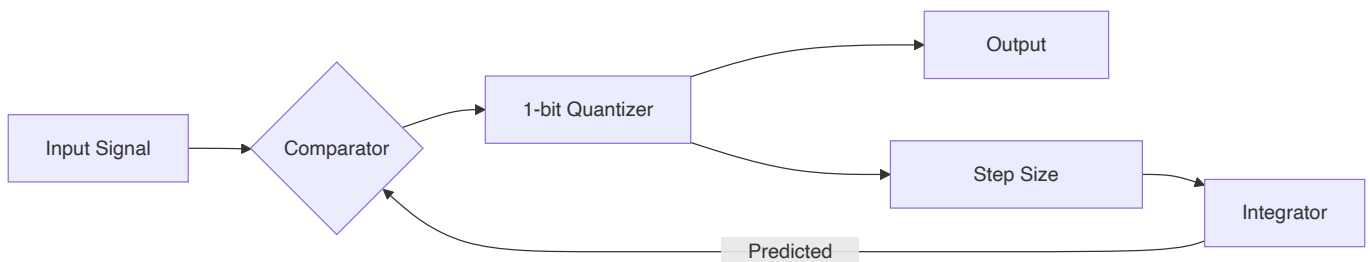 Input Signal
Comparator
1-bit Quantizer
Output
Step Size
Integrator
Predicted